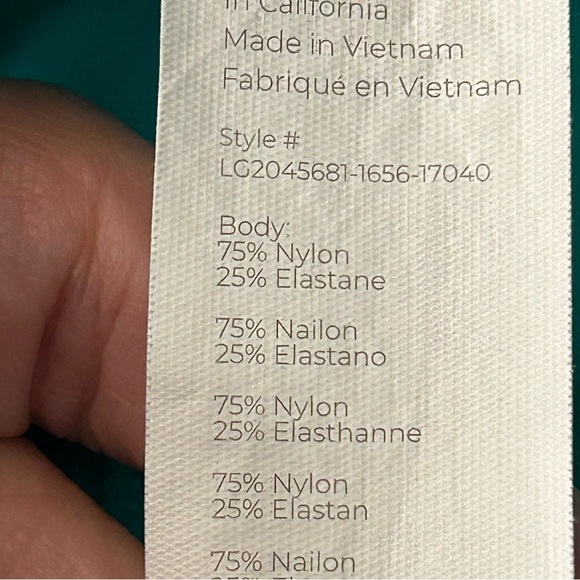 in California
Made in Vietnam
Fabriqué en Vietnam
Style #
LG2045681-1656-17040
Body:
75% Nylon
25% Elastane
75% Nailon
25% Elastano
75% Nylon
25% Elasthanne
75% Nylon
25% Elastan
75% Nailon